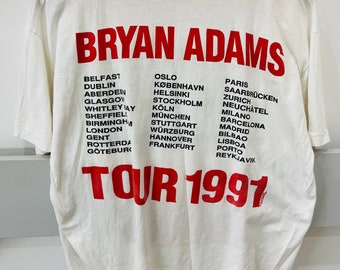 BRYAN ADAMS
BELFAST
DUBLIN
ABERDEEN
GLASGOW
WHITLEY BAY
SHEFFIELD
BIRMINGHAM
LONDON
GENT
ROTTERDAM
GÖTEBURG
OSLO
KØBENHAVN
HELSINKI
STOCKHOLM
KÖLN
MÜNCHEN
STUTTGART
WÜRZBURG
HANNOVER
FRANKFURT
PARIS
SAARBRÜCKEN
ZURICH
NEUCHÂTEL
MILANO
BARCELONA
MADRID
BILBAO
LISBOA
PORTO
REYKJAVIK
TOUR 1991